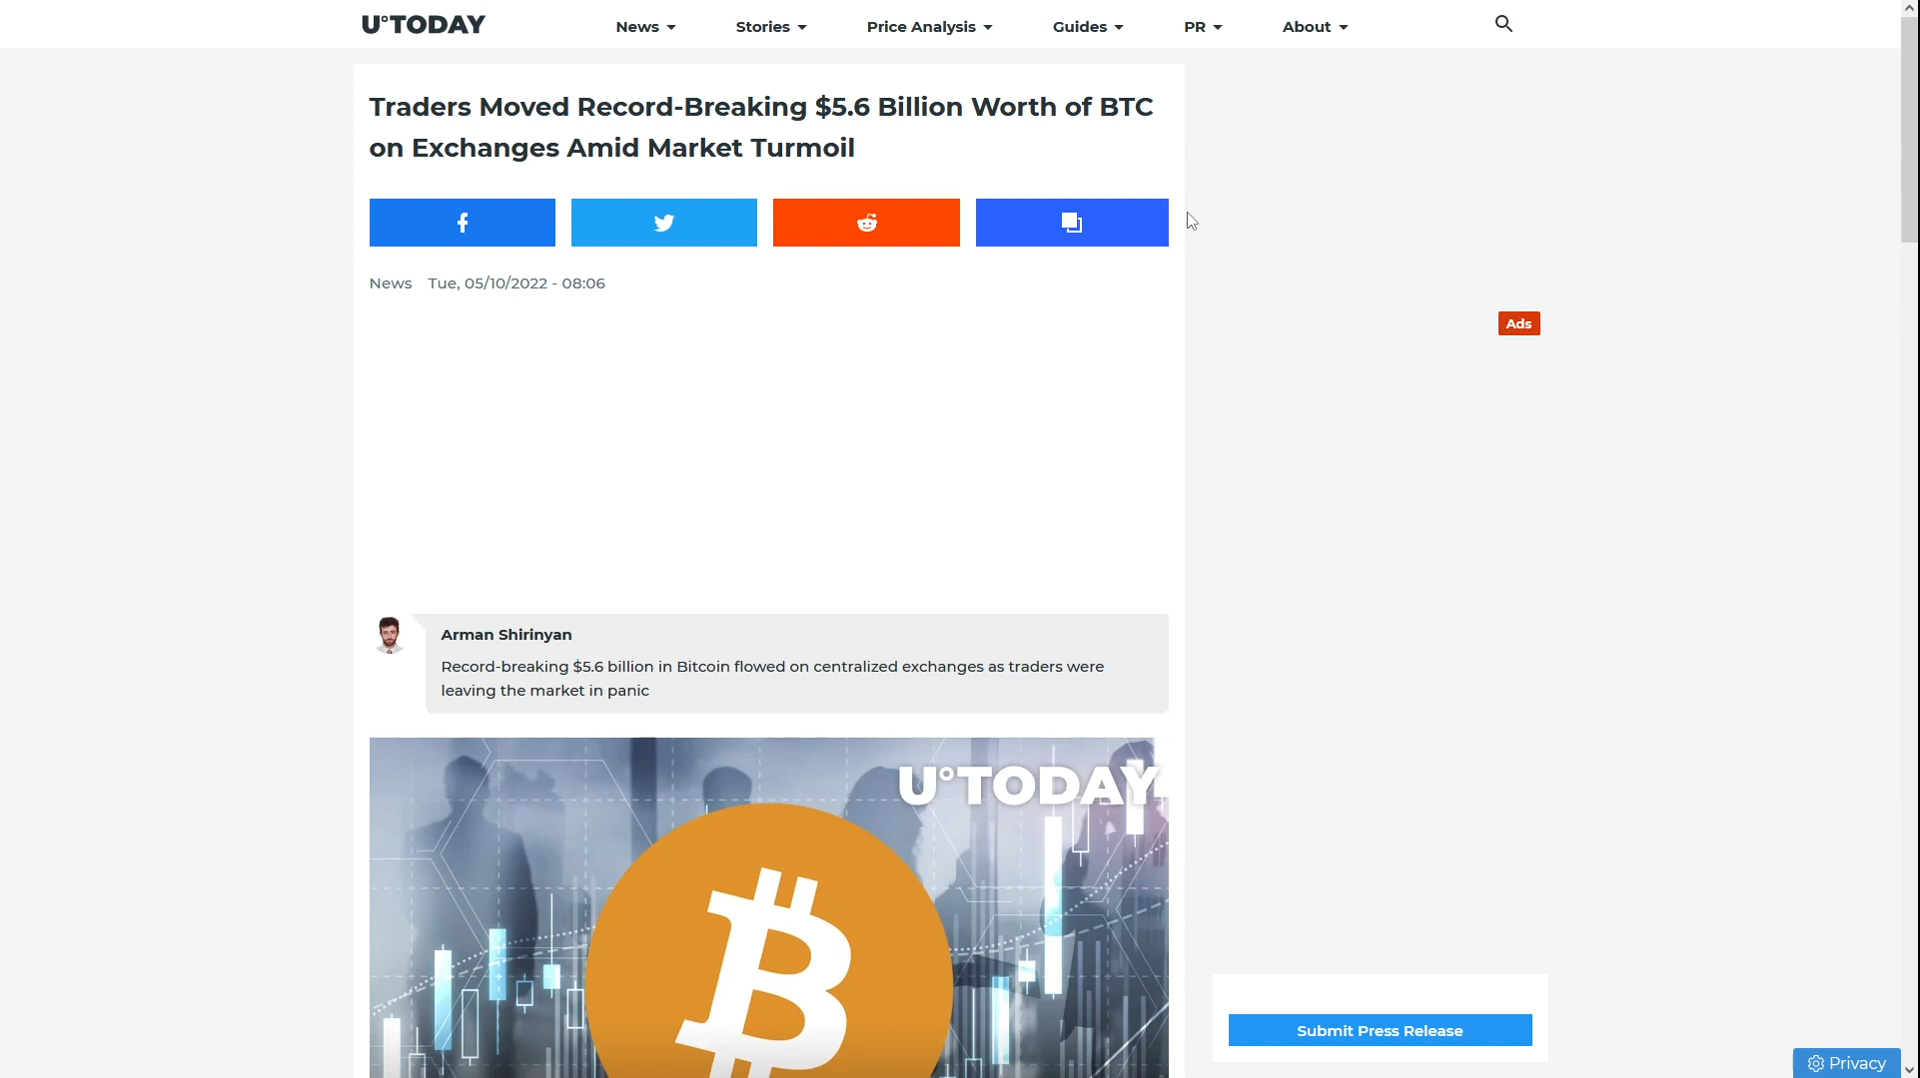 U°TODAY
News
Stories
Price Analysis
Guides
PR
About
Traders Moved Record-Breaking $5.6 Billion Worth of BTC
on Exchanges Amid Market Turmoil
News Tue, 05/10/2022 - 08:06
Ads
Arman Shirinyan
Record-breaking $5.6 billion in Bitcoin flowed on centralized exchanges as traders were
leaving the market in panic
U°TODAY
Submit Press Release
Privacy